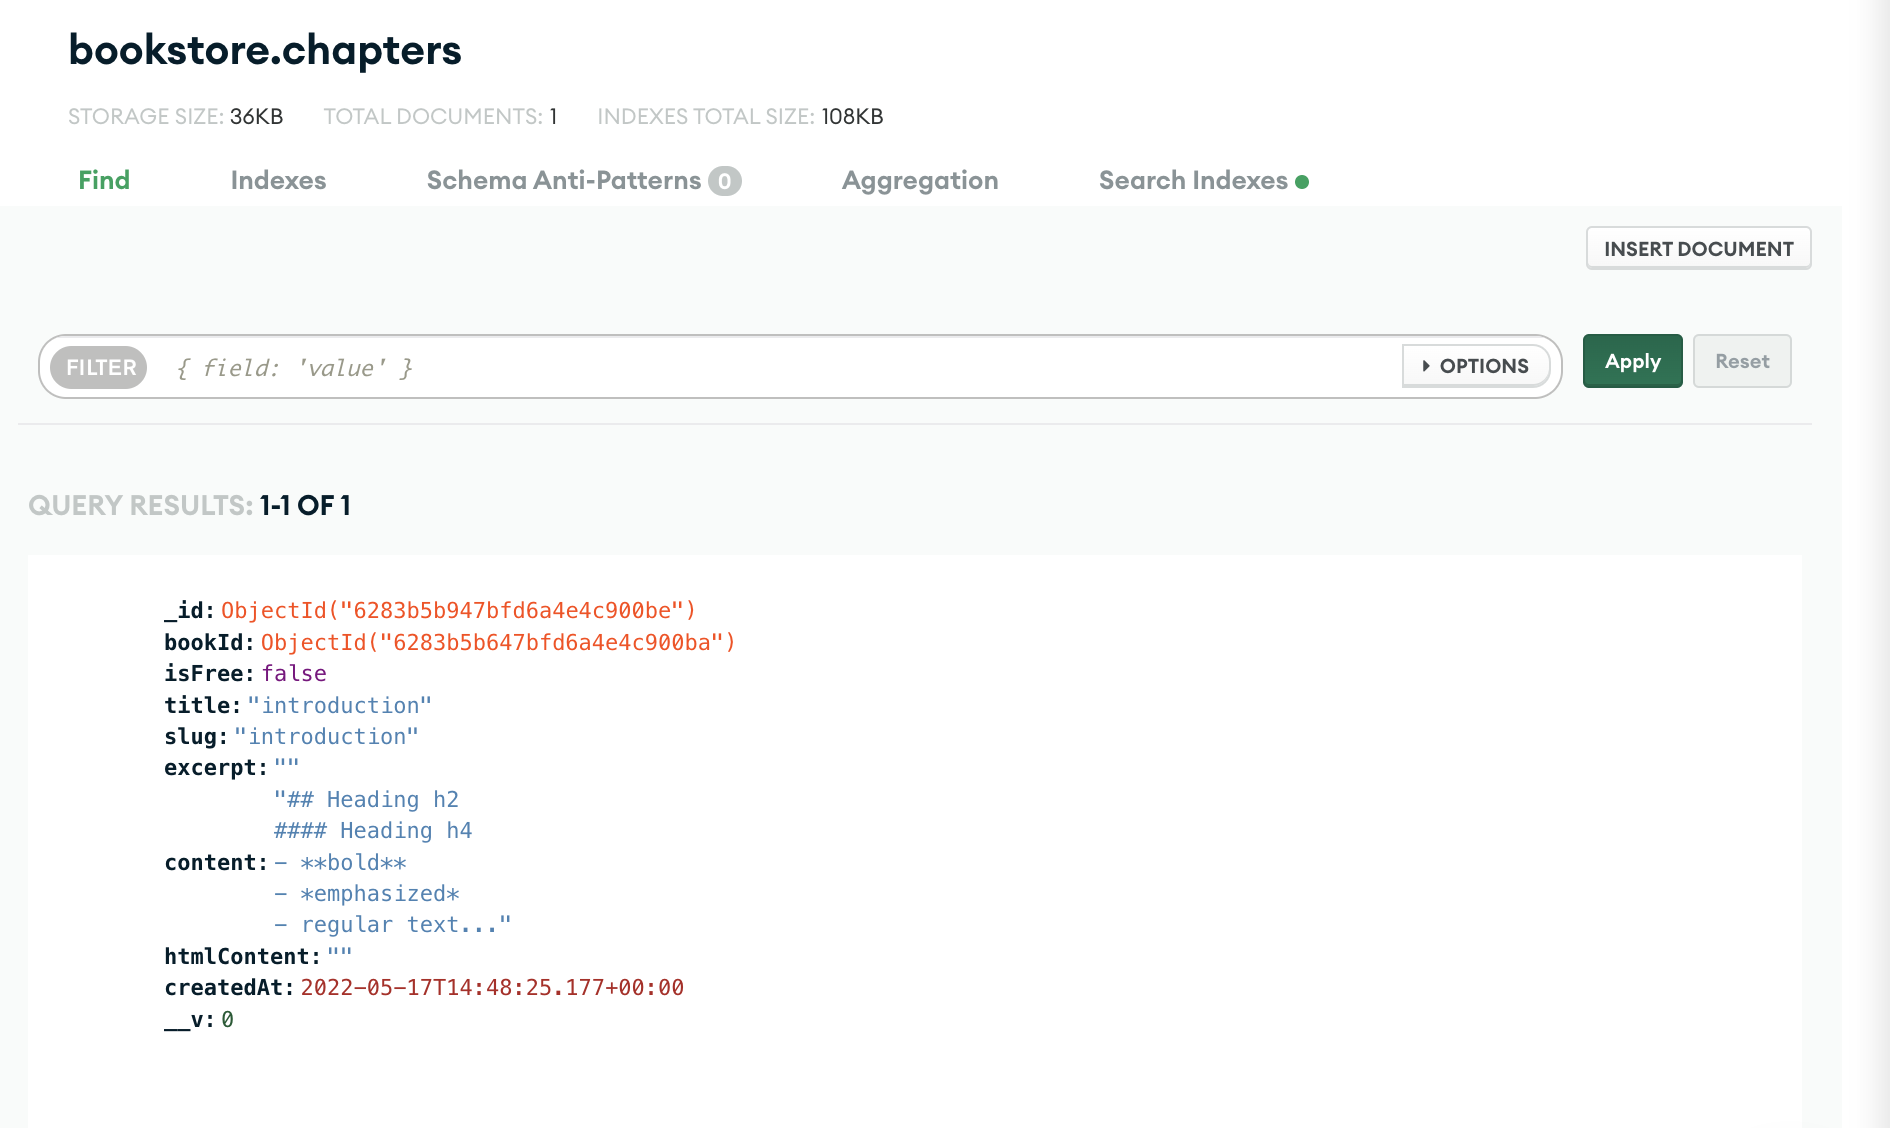 bookstore.chapters
STORAGE SIZE: 36KB TOTAL DOCUMENTS: 1 INDEXES TOTAL SIZE: 108KB
Find Indexes Schema Anti-Patterns 0 Aggregation Search Indexes
INSERT DOCUMENT
FILTER { field: 'value' } OPTIONS Apply Reset
QUERY RESULTS: 1-1 OF 1
_id: ObjectId("6283b5b947bfd6a4e4c900be")
bookId: ObjectId("6283b5b647bfd6a4e4c900ba")
isFree: false
title: "introduction"
slug: "introduction"
excerpt: ""
"## Heading h2
#### Heading h4
content: - **bold**
- *emphasized*
- regular text..."
htmlContent: ""
createdAt: 2022-05-17T14:48:25.177+00:00
__v: 0